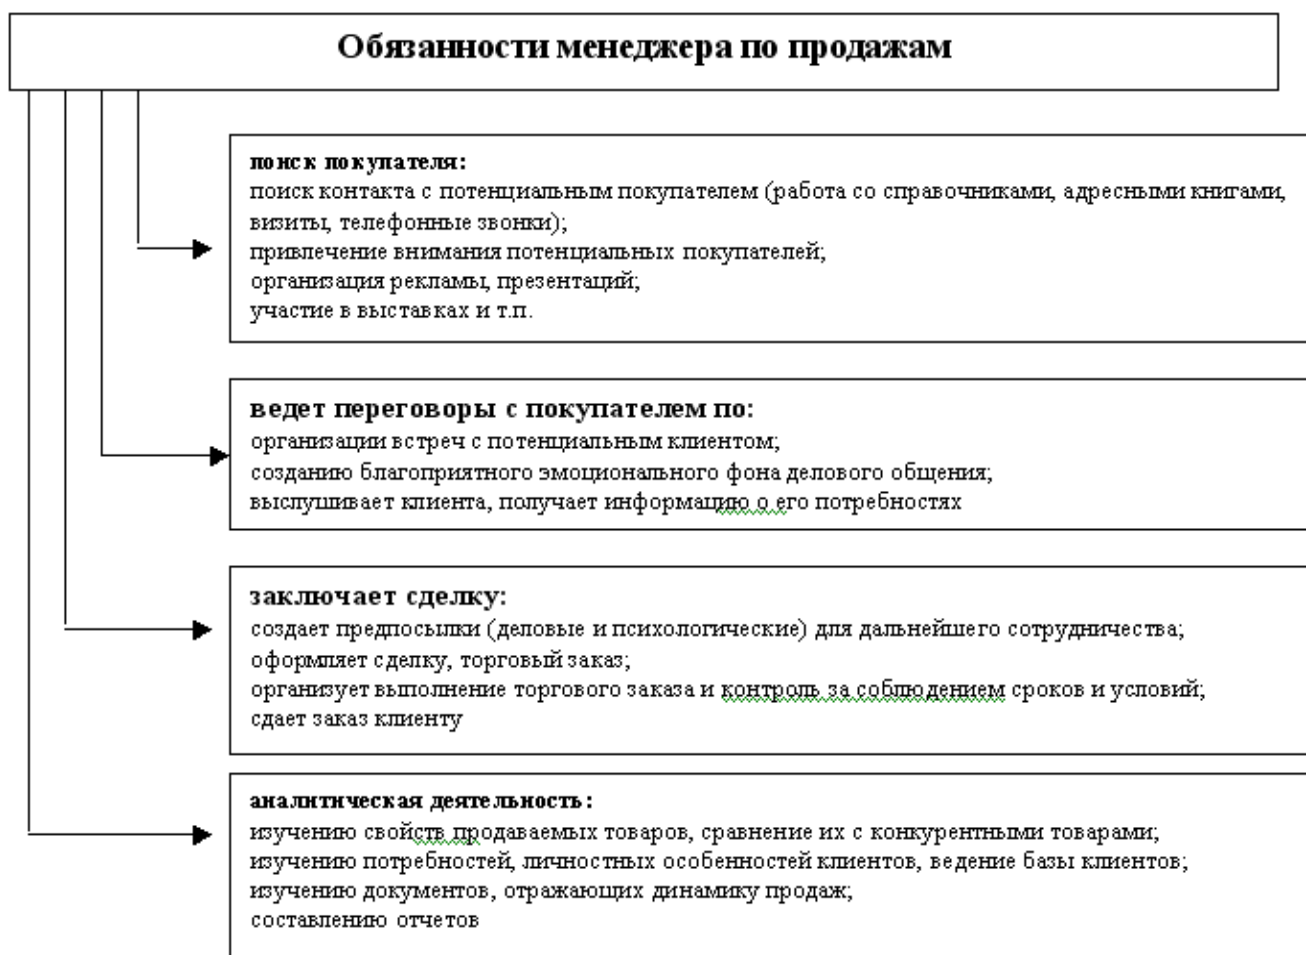 Обязанности менеджера по продажам
поиск покупателя:
поиск контакта с потенциальным покупателем (работа со справочниками, адресными книгами,
визиты, телефонные звонки);
привлечение внимания потенциальных покупателей;
организация рекламы, презентаций;
участие в выставках и т.п.
ведет переговоры с покупателем по:
организации встреч с потенциальным клиентом;
созданию благоприятного эмоционального фона делового общения;
выслушивает клиента, получает информацию о его потребностях
заключает сделку:
создает предпосылки (деловые и психологические) для дальнейшего сотрудничества;
оформляет сделку, торговый заказ;
организует выполнение торгового заказа и контроль за соблюдением сроков и условий;
сдает заказ клиенту
аналитическая деятельность:
изучению свойств продаваемых товаров, сравнение их с конкурентными товарами;
изучению потребностей, личностных особенностей клиентов, ведение базы клиентов;
изучению документов, отражающих динамику продаж;
составлению отчетов